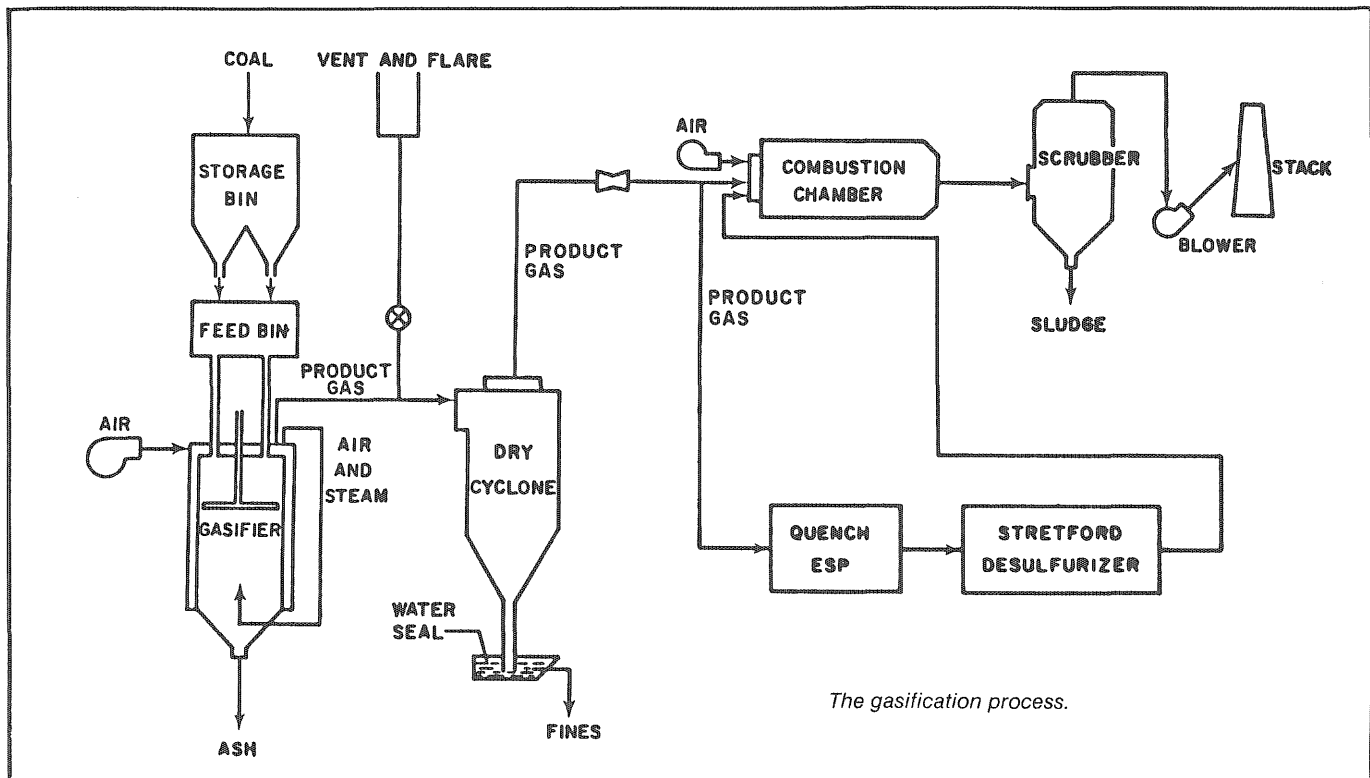 COAL
VENT AND FLARE
STORAGE
BIN
FEED BIN
PRODUCT
GAS
AIR
AIR
AND
STEAM
GASIFIER
ASH
DRY
CYCLONE
WATER
SEAL
FINES
PRODUCT
GAS
AIR
COMBUSTION
CHAMBER
SCRUBBER
STACK
BLOWER
SLUDGE
PRODUCT
GAS
QUENCH
ESP
STRETFORD
DESULFURIZER
The gasification process.